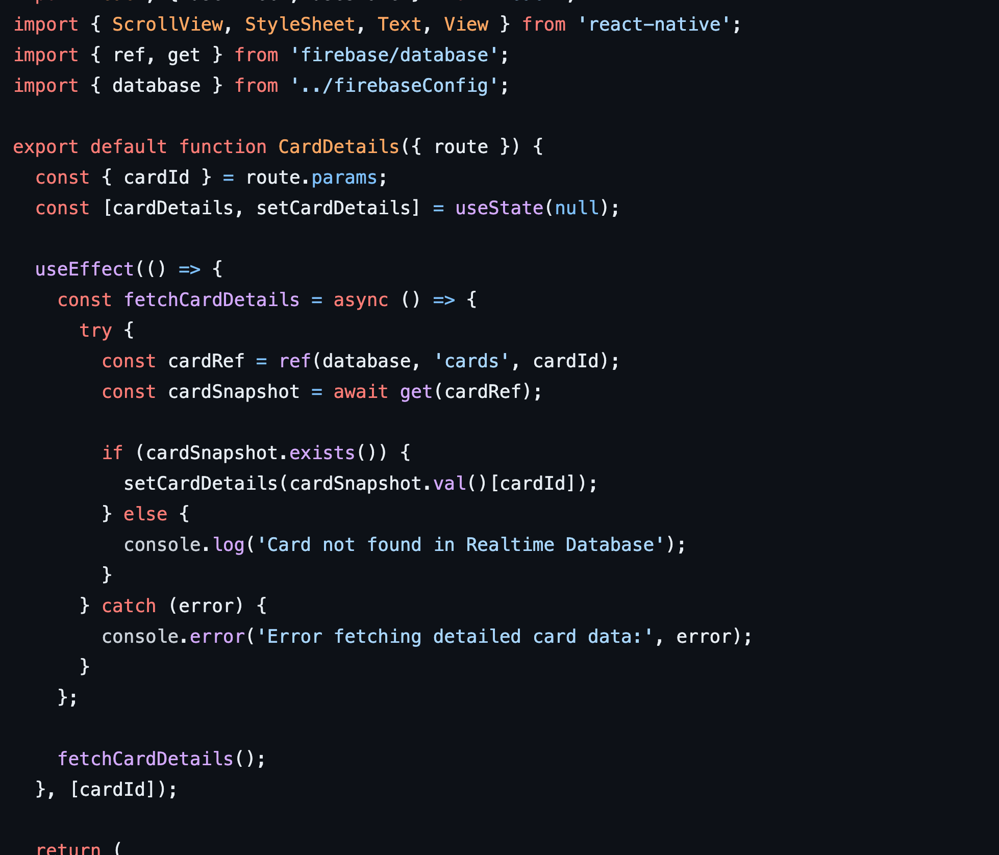 import { ScrollView, StyleSheet, Text, View } from 'react-native';
import { ref, get } from 'firebase/database';
import { database } from '../firebaseConfig';
export default function CardDetails({ route }) {
const { cardId } = route.params;
const [cardDetails, setCardDetails] = useState(null);
useEffect(() => {
const fetchCardDetails = async () => {
try {
const cardRef = ref(database, 'cards', cardId);
const cardSnapshot = await get(cardRef);
if (cardSnapshot.exists()) {
setCardDetails(cardSnapshot.val()[cardId]);
} else {
console.log('Card not found in Realtime Database');
}
} catch (error) {
console.error('Error fetching detailed card data:', error);
}
};
fetchCardDetails();
}, [cardId]);
return (